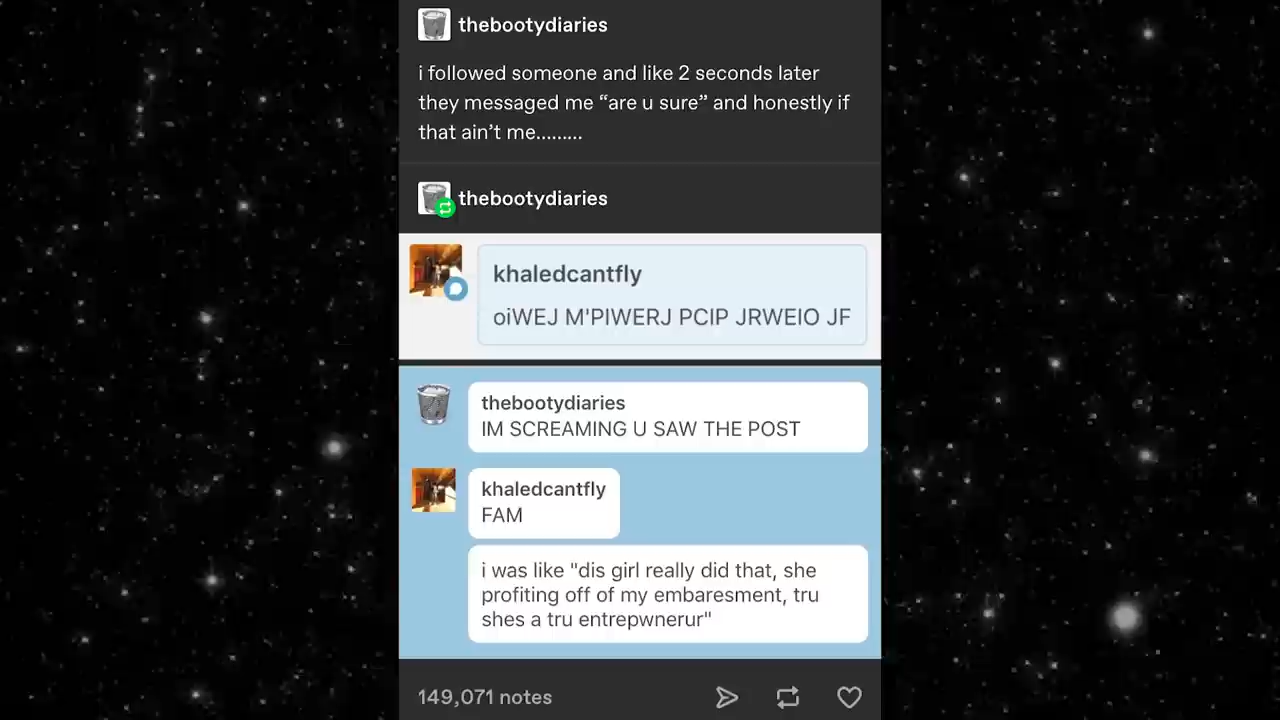 thebootydiaries
i followed someone and like 2 seconds later
they messaged me “are u sure” and honestly if
that ain’t me.........
thebootydiaries
khaledcantfly
oiWEJ M'PIWERJ PCIP JRWEIO JF
thebootydiaries
IM SCREAMING U SAW THE POST
khaledcantfly
FAM
i was like "dis girl really did that, she
profiting off of my embaresment, tru
shes a tru entrepwnerur"
149,071 notes